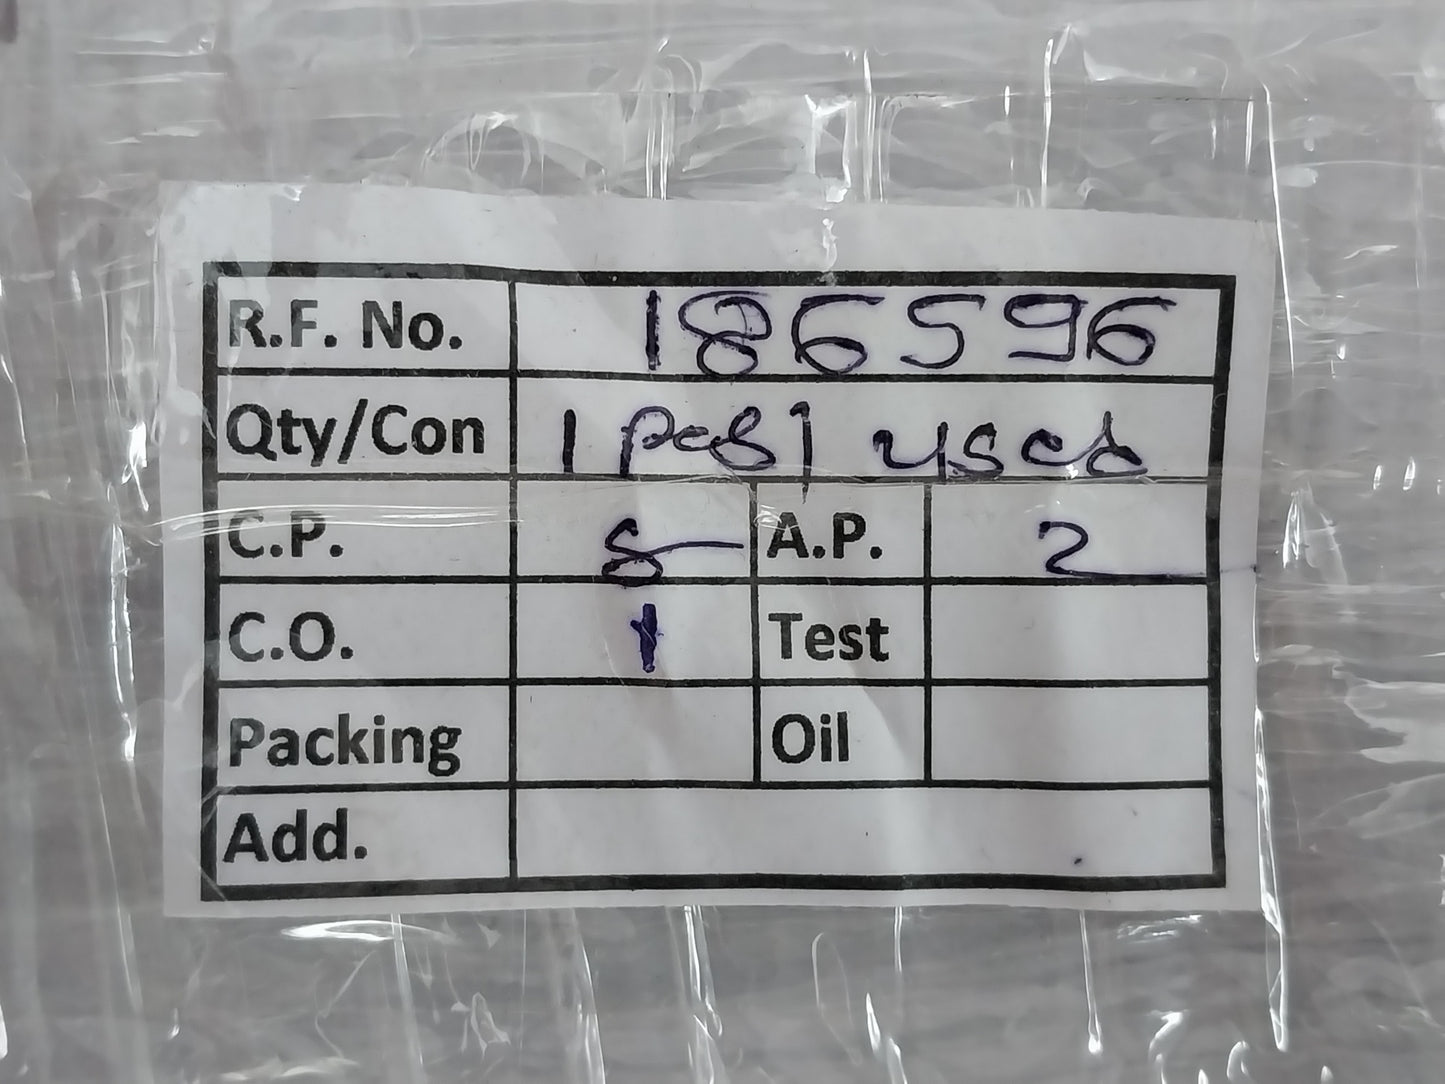 R.F. No. 186596
Qty/Con 1 pcs/ used
C.P. 8 A.P. 2
C.O. 1 Test
Packing Oil
Add.